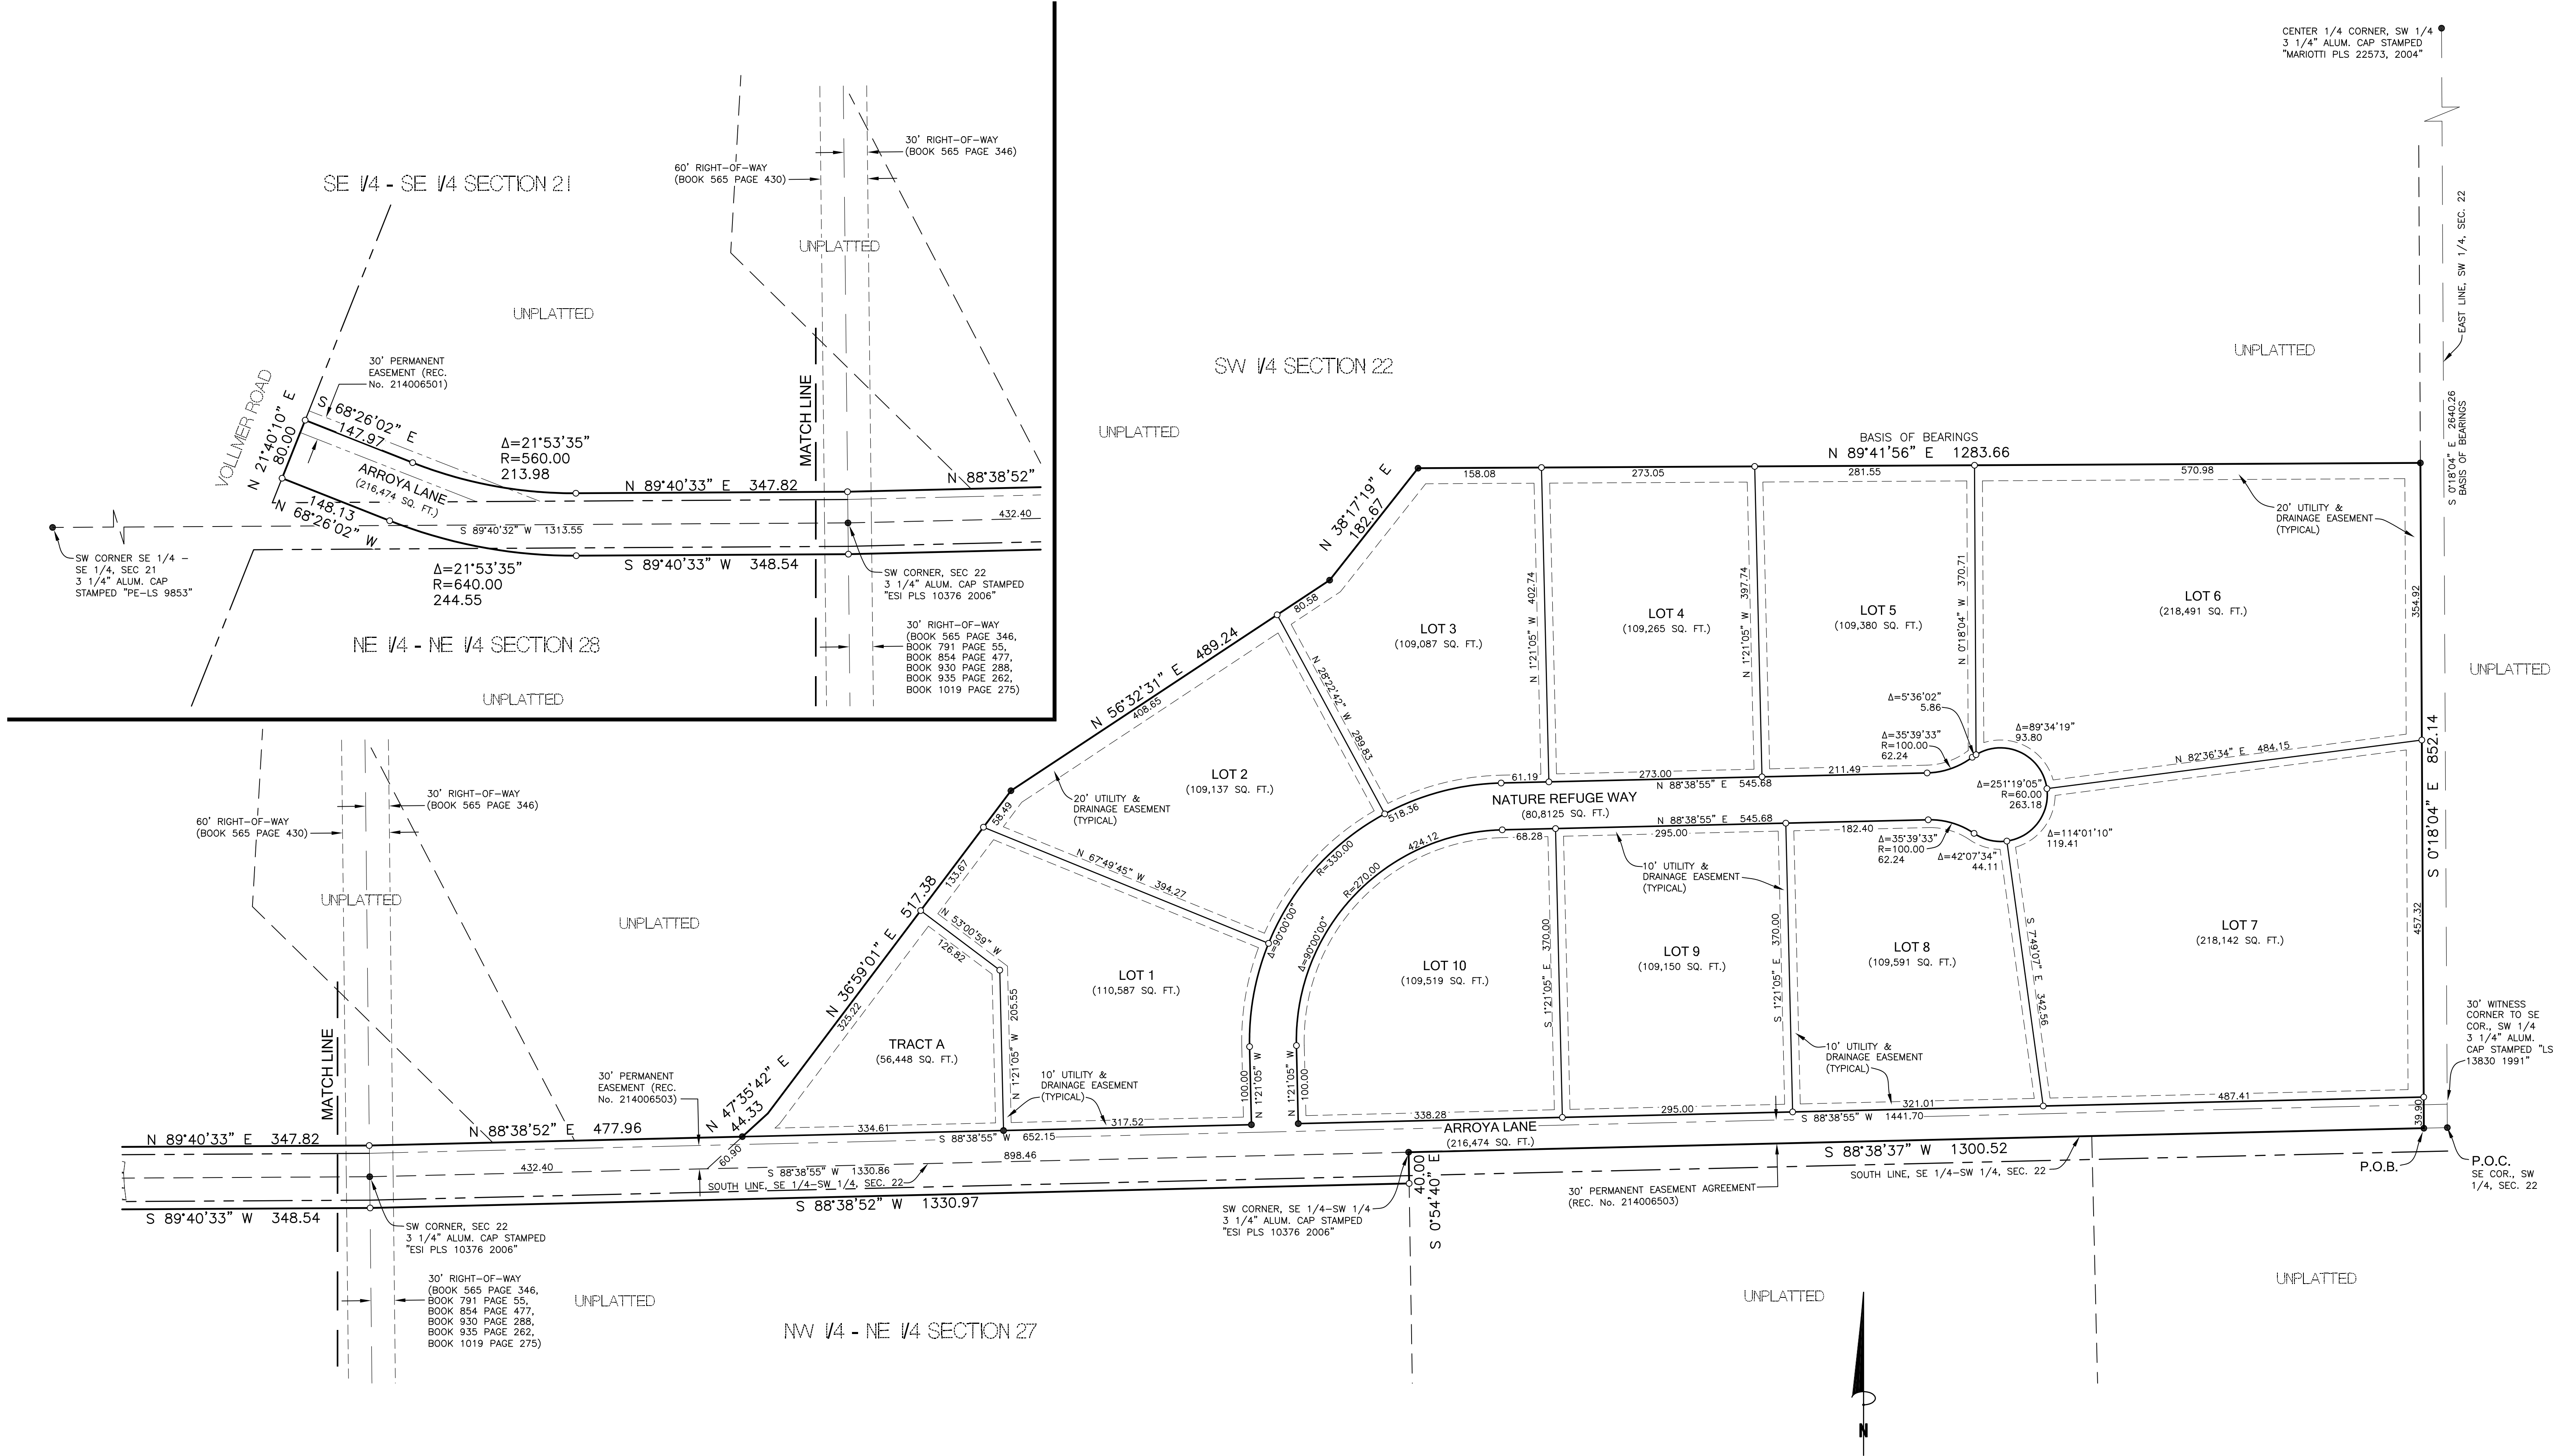 CENTER 1/4 CORNER, SW 1/4
3 1/4” ALUM. CAP STAMPED
"MARIOTTI PLS 22573, 2004"
30' RIGHT-OF-WAY
(BOOK 565 PAGE 346)
60' RIGHT-OF-WAY
(BOOK 565 PAGE 430)
SE 1/4 - SE 1/4 SECTION 21
UNPLATTED
UNPLATTED
30' PERMANENT
EASEMENT (REC.
No. 214006501)
VOLLMER ROAD
N 21°40'10” E
80.00
S 68°26'02” E
147.97
Δ=21°53'35”
R=560.00
213.98
ARROYA LANE
(216,474 SQ. FT.)
148.13
N 68°26'02” W
MATCH LINE
N 89°40'33” E 347.82
N 88°38'52”
432.40
S 89°40'32” W 1313.55
S 89°40'33” W 348.54
Δ=21°53'35”
R=640.00
244.55
SW CORNER SE 1/4 -
SE 1/4, SEC 21
3 1/4” ALUM. CAP
STAMPED "PE-LS 9853"
SW CORNER, SEC 22
3 1/4” ALUM. CAP STAMPED
"ESI PLS 10376 2006"
30' RIGHT-OF-WAY
(BOOK 565 PAGE 346,
BOOK 791 PAGE 55,
BOOK 854 PAGE 477,
BOOK 930 PAGE 288,
BOOK 935 PAGE 262,
BOOK 1019 PAGE 275)
NE 1/4 - NE 1/4 SECTION 28
UNPLATTED
SW 1/4 SECTION 22
UNPLATTED
UNPLATTED
EAST LINE, SW 1/4, SEC. 22
S 0°18'04” E 2640.26
BASIS OF BEARINGS
BASIS OF BEARINGS
N 89°41'56” E 1283.66
158.08
273.05
281.55
570.98
20' UTILITY &
DRAINAGE EASEMENT
(TYPICAL)
N 38°17'19” E
182.67
80.58
N 56°32'31” E 489.24
408.65
LOT 3
(109,087 SQ. FT.)
N 1°21'05” W 402.74
LOT 4
(109,265 SQ. FT.)
N 1°21'05” W 397.74
LOT 5
(109,380 SQ. FT.)
N 0°18'04” W 370.71
LOT 6
(218,491 SQ. FT.)
354.92
UNPLATTED
S 0°18'04” E 852.14
N 28°22'42” W 289.83
LOT 2
(109,137 SQ. FT.)
20' UTILITY &
DRAINAGE EASEMENT
(TYPICAL)
58.49
Δ=5°36'02”
5.86
Δ=35°39'33”
R=100.00
62.24
Δ=89°34'19”
93.80
N 82°36'34” E 484.15
Δ=251°19'05”
R=60.00
263.18
61.19
273.00
211.49
N 88°38'55” E 545.68
NATURE REFUGE WAY
(80,8125 SQ. FT.)
518.36
R=330.00
Δ=90°00'00”
424.12
R=270.00
Δ=90°00'00”
N 88°38'55” E 545.68
68.28
295.00
182.40
Δ=35°39'33”
R=100.00
62.24
Δ=42°07'34”
44.11
Δ=114°01'10”
119.41
10' UTILITY &
DRAINAGE EASEMENT
(TYPICAL)
N 67°49'45” W 394.27
517.38
133.67
N 53°00'59” W
126.82
N 36°59'01” E
325.22
LOT 1
(110,587 SQ. FT.)
N 1°21'05” W 205.55
TRACT A
(56,448 SQ. FT.)
LOT 10
(109,519 SQ. FT.)
S 1°21'05” E 370.00
LOT 9
(109,150 SQ. FT.)
S 1°21'05” E 370.00
LOT 8
(109,591 SQ. FT.)
S 7°49'07” E 342.56
LOT 7
(218,142 SQ. FT.)
457.32
10' UTILITY &
DRAINAGE EASEMENT
(TYPICAL)
10' UTILITY &
DRAINAGE EASEMENT
(TYPICAL)
N 1°21'05” W
100.00
N 1°21'05” W
100.00
30' WITNESS
CORNER TO SE
COR., SW 1/4
3 1/4” ALUM.
CAP STAMPED "LS
13830 1991"
30' RIGHT-OF-WAY
(BOOK 565 PAGE 346)
60' RIGHT-OF-WAY
(BOOK 565 PAGE 430)
UNPLATTED
UNPLATTED
MATCH LINE
30' PERMANENT
EASEMENT (REC.
No. 214006503)
N 47°35'42” E
44.33
N 89°40'33” E 347.82
N 88°38'52” E 477.96
60.90
334.61
S 88°38'55” W 652.15
317.52
338.28
295.00
321.01
487.41
S 88°38'55” W 1441.70
39.90
ARROYA LANE
(216,474 SQ. FT.)
432.40
S 88°38'55” W 1330.86
898.46
SOUTH LINE, SE 1/4-SW 1/4, SEC. 22
S 88°38'52” W 1330.97
40.00
S 0°54'40” E
S 88°38'37” W 1300.52
SOUTH LINE, SE 1/4-SW 1/4, SEC. 22
P.O.B.
P.O.C.
SE COR., SW
1/4, SEC. 22
30' PERMANENT EASEMENT AGREEMENT
(REC. No. 214006503)
SW CORNER, SE 1/4-SW 1/4
3 1/4” ALUM. CAP STAMPED
"ESI PLS 10376 2006"
S 89°40'33” W 348.54
SW CORNER, SEC 22
3 1/4” ALUM. CAP STAMPED
"ESI PLS 10376 2006"
30' RIGHT-OF-WAY
(BOOK 565 PAGE 346,
BOOK 791 PAGE 55,
BOOK 854 PAGE 477,
BOOK 930 PAGE 288,
BOOK 935 PAGE 262,
BOOK 1019 PAGE 275)
UNPLATTED
NW 1/4 - NE 1/4 SECTION 27
UNPLATTED
UNPLATTED
N